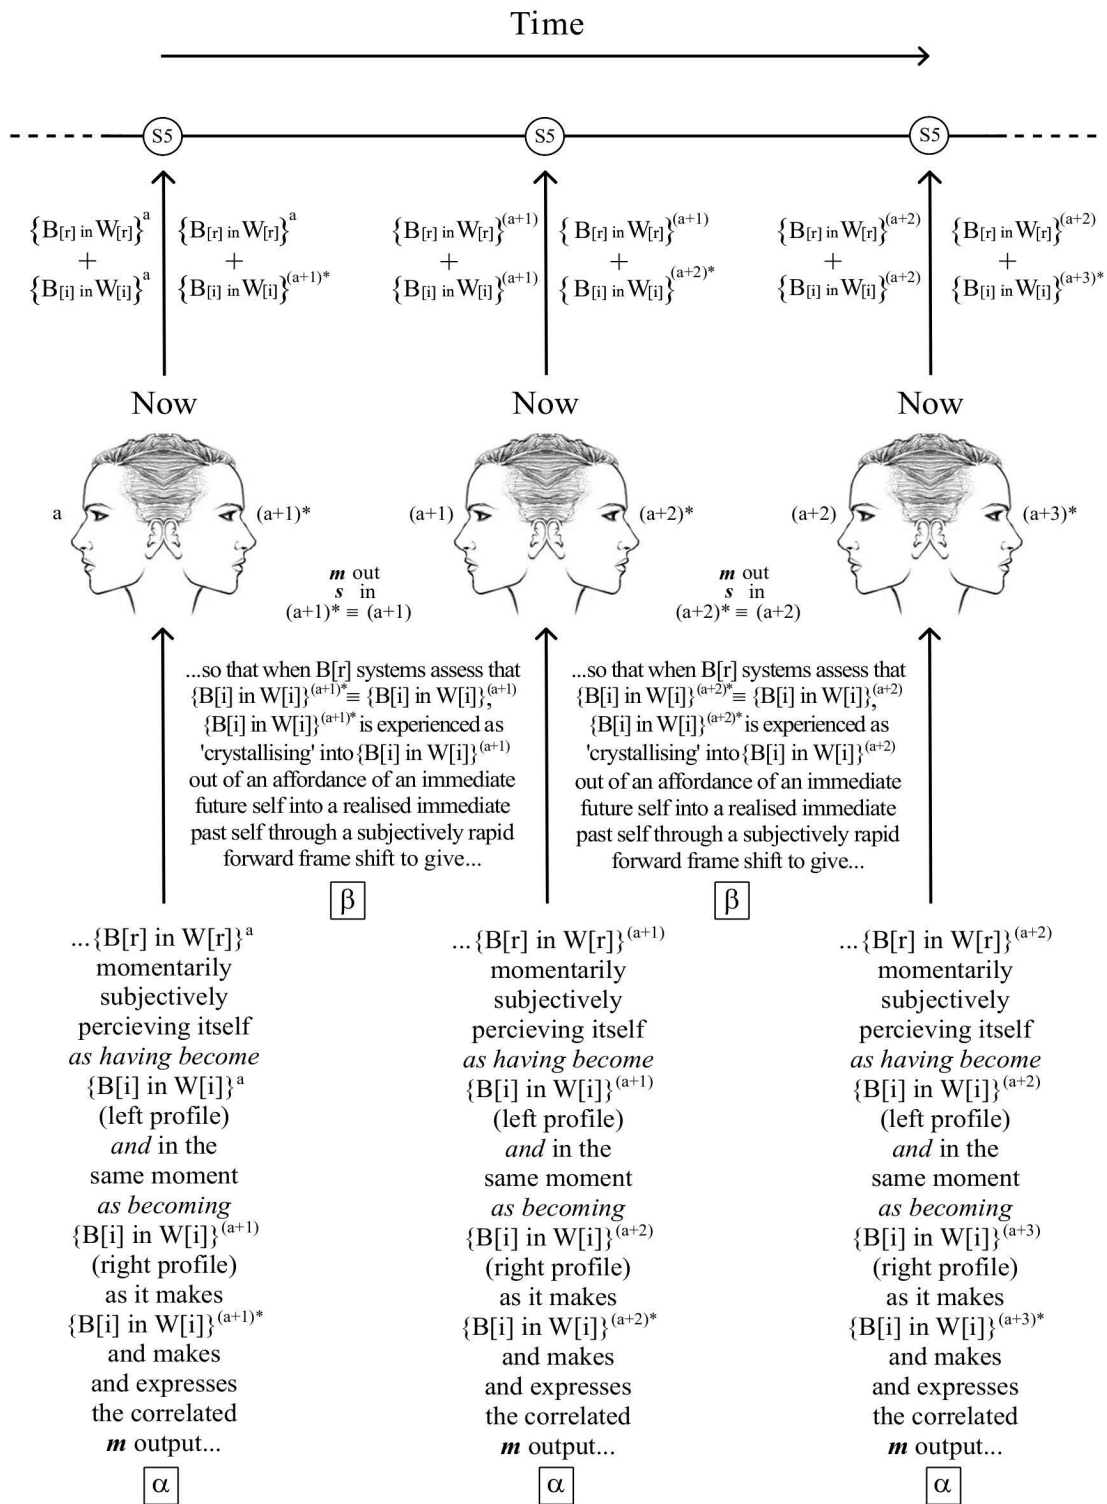 Time
S5 S5 S5
{B[r] in W[r]}ᵃ {B[r] in W[r]}ᵃ {B[r] in W[r]}⁽ᵃ⁺¹⁾ { B[r] in W[r]}⁽ᵃ⁺¹⁾ {B[r] in W[r]}⁽ᵃ⁺²⁾ {B[r] in W[r]}⁽ᵃ⁺²⁾
+ + + + + +
{B[i] in W[i]}ᵃ {B[i] in W[i]}⁽ᵃ⁺¹⁾* {B[i] in W[i]}⁽ᵃ⁺¹⁾ { B[i] in W[i]}⁽ᵃ⁺²⁾* {B[i] in W[i]}⁽ᵃ⁺²⁾ {B[i] in W[i]}⁽ᵃ⁺³⁾*
Now Now Now
a (a+1)* (a+1) (a+2)* (a+2) (a+3)*
m out
s in
(a+1)* ≡ (a+1)
m out
s in
(a+2)* ≡ (a+2)
...so that when B[r] systems assess that
{B[i] in W[i]}⁽ᵃ⁺¹⁾* ≡ {B[i] in W[i]}⁽ᵃ⁺¹⁾,
{B[i] in W[i]}⁽ᵃ⁺¹⁾* is experienced as
'crystallising' into {B[i] in W[i]}⁽ᵃ⁺¹⁾
out of an affordance of an immediate
future self into a realised immediate
past self through a subjectively rapid
forward frame shift to give...
β
...so that when B[r] systems assess that
{B[i] in W[i]}⁽ᵃ⁺²⁾* ≡ {B[i] in W[i]}⁽ᵃ⁺²⁾,
{B[i] in W[i]}⁽ᵃ⁺²⁾* is experienced as
'crystallising' into {B[i] in W[i]}⁽ᵃ⁺²⁾
out of an affordance of an immediate
future self into a realised immediate
past self through a subjectively rapid
forward frame shift to give...
β
...{B[r] in W[r]}ᵃ
momentarily
subjectively
percieving itself
as having become
{B[i] in W[i]}ᵃ
(left profile)
and in the
same moment
as becoming
{B[i] in W[i]}⁽ᵃ⁺¹⁾
(right profile)
as it makes
{B[i] in W[i]}⁽ᵃ⁺¹⁾*
and makes
and expresses
the correlated
m output...
α
...{B[r] in W[r]}⁽ᵃ⁺¹⁾
momentarily
subjectively
percieving itself
as having become
{B[i] in W[i]}⁽ᵃ⁺¹⁾
(left profile)
and in the
same moment
as becoming
{B[i] in W[i]}⁽ᵃ⁺²⁾
(right profile)
as it makes
{B[i] in W[i]}⁽ᵃ⁺²⁾*
and makes
and expresses
the correlated
m output...
α
...{B[r] in W[r]}⁽ᵃ⁺²⁾
momentarily
subjectively
percieving itself
as having become
{B[i] in W[i]}⁽ᵃ⁺²⁾
(left profile)
and in the
same moment
as becoming
{B[i] in W[i]}⁽ᵃ⁺³⁾
(right profile)
as it makes
{B[i] in W[i]}⁽ᵃ⁺³⁾*
and makes
and expresses
the correlated
m output...
α